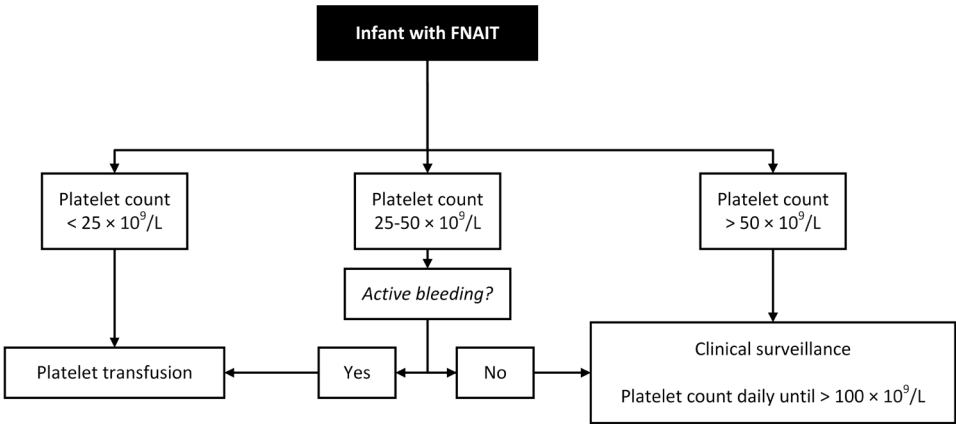 Infant with FNAIT
Platelet count
< 25 × 10⁹/L
Platelet count
25-50 × 10⁹/L
Platelet count
> 50 × 10⁹/L
Active bleeding?
Platelet transfusion
Yes
No
Clinical surveillance
Platelet count daily until > 100 × 10⁹/L